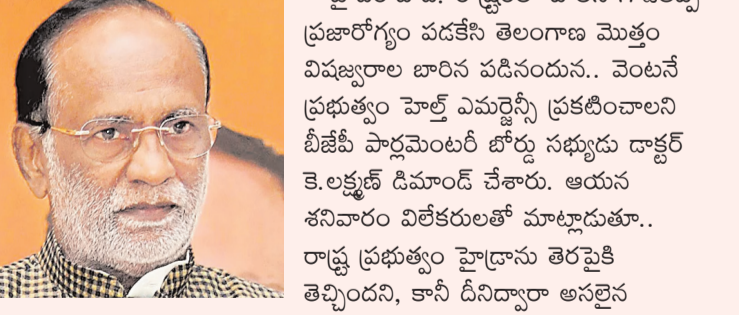 ప్రజారోగ్యం పడకేసి తెలంగాణ మొత్తం
విషజ్వరాల బారిన పడినందున.. వెంటనే
ప్రభుత్వం హెల్త్ ఎమర్జెన్సీ ప్రకటించాలని
బీజేపీ పార్లమెంటరీ బోర్డు సభ్యుడు డాక్టర్
కె.లక్ష్మణ్ డిమాండ్ చేశారు. ఆయన
శనివారం విలేకరులతో మాట్లాడుతూ..
రాష్ట్ర ప్రభుత్వం హైడ్రాను తెరపైకి
తెచ్చిందని, కానీ దీనిద్వారా అసలైన